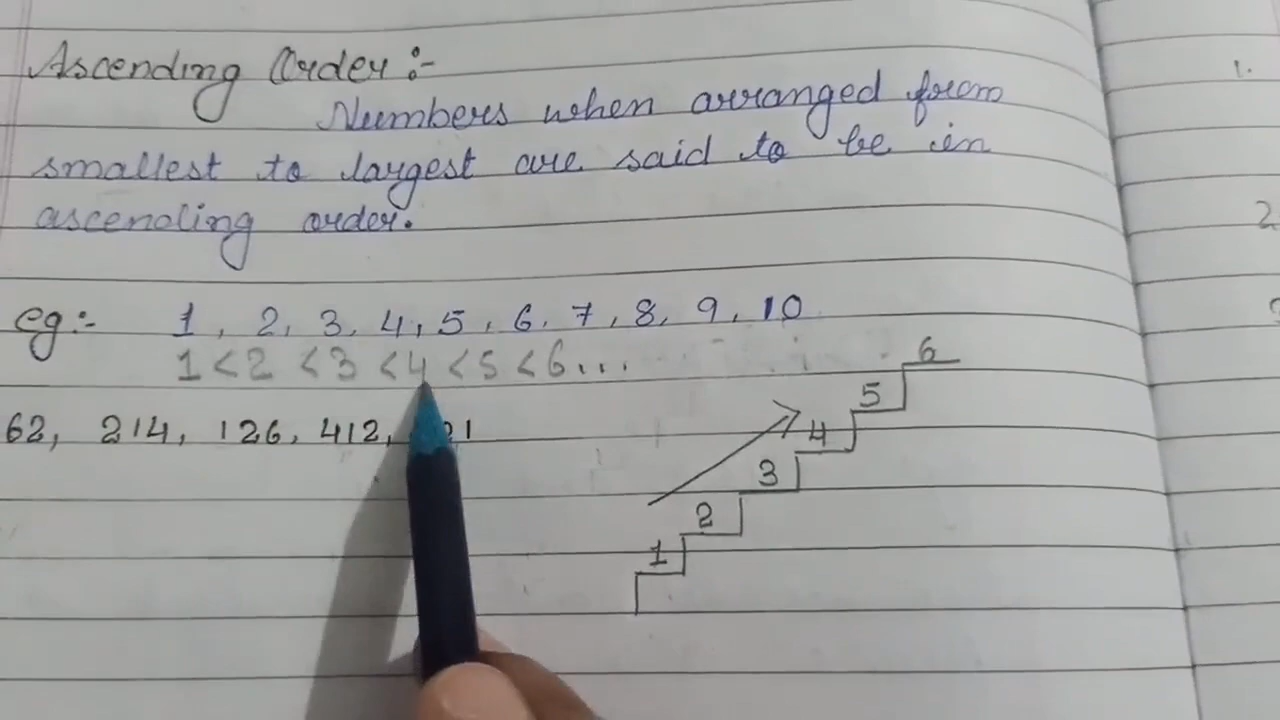 Ascending Order :-
Numbers when arranged from
smallest to largest are said to be in
ascending order.
eg:- 1, 2, 3, 4, 5, 6, 7, 8, 9, 10
1 < 2 < 3 < 4 < 5 < 6...
62, 214, 126, 412,
6
5
4
3
2
1
1.
2